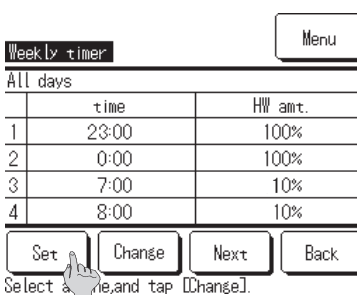 Menu
Weekly timer
All days
time HW amt.
1 23:00 100%
2 0:00 100%
3 7:00 10%
4 8:00 10%
Set Change Next Back
Select a ne,and tap [Change].